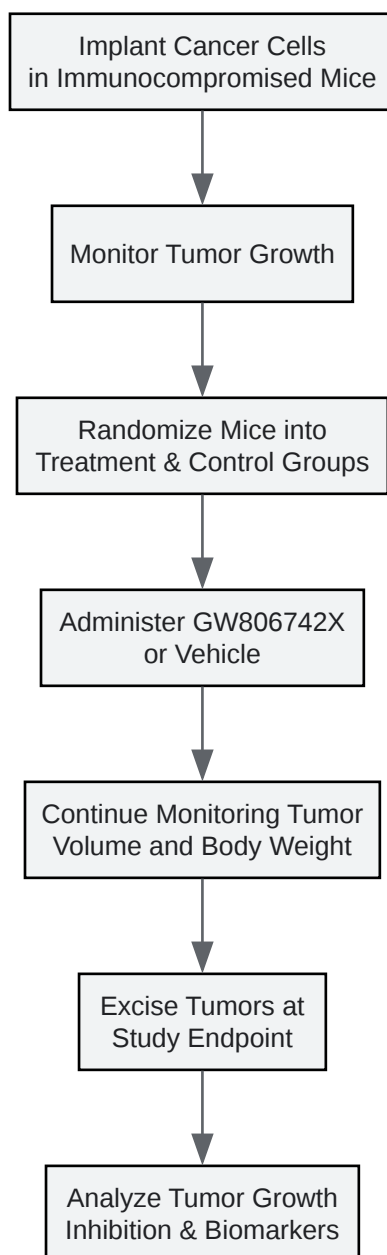 Implant Cancer Cells
in Immunocompromised Mice
Monitor Tumor Growth
Randomize Mice into
Treatment & Control Groups
Administer GW806742X
or Vehicle
Continue Monitoring Tumor
Volume and Body Weight
Excise Tumors at
Study Endpoint
Analyze Tumor Growth
Inhibition & Biomarkers